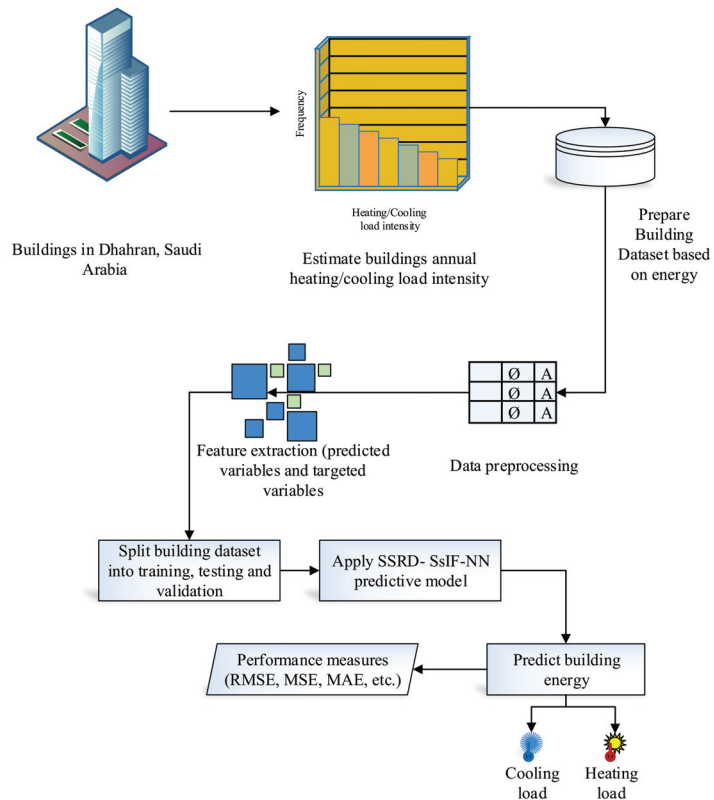 Frequency
Heating/Cooling
load intensity
Buildings in Dhahran, Saudi
Arabia
Estimate buildings annual
heating/cooling load intensity
Prepare
Building
Dataset based
on energy
Ø A
Ø A
Ø A
Feature extraction (predicted
variables and targeted
variables
Data preprocessing
Split building dataset
into training, testing and
validation
Apply SSRD- SsIF-NN
predictive model
Performance measures
(RMSE, MSE, MAE, etc.)
Predict building
energy
Cooling
load
Heating
load